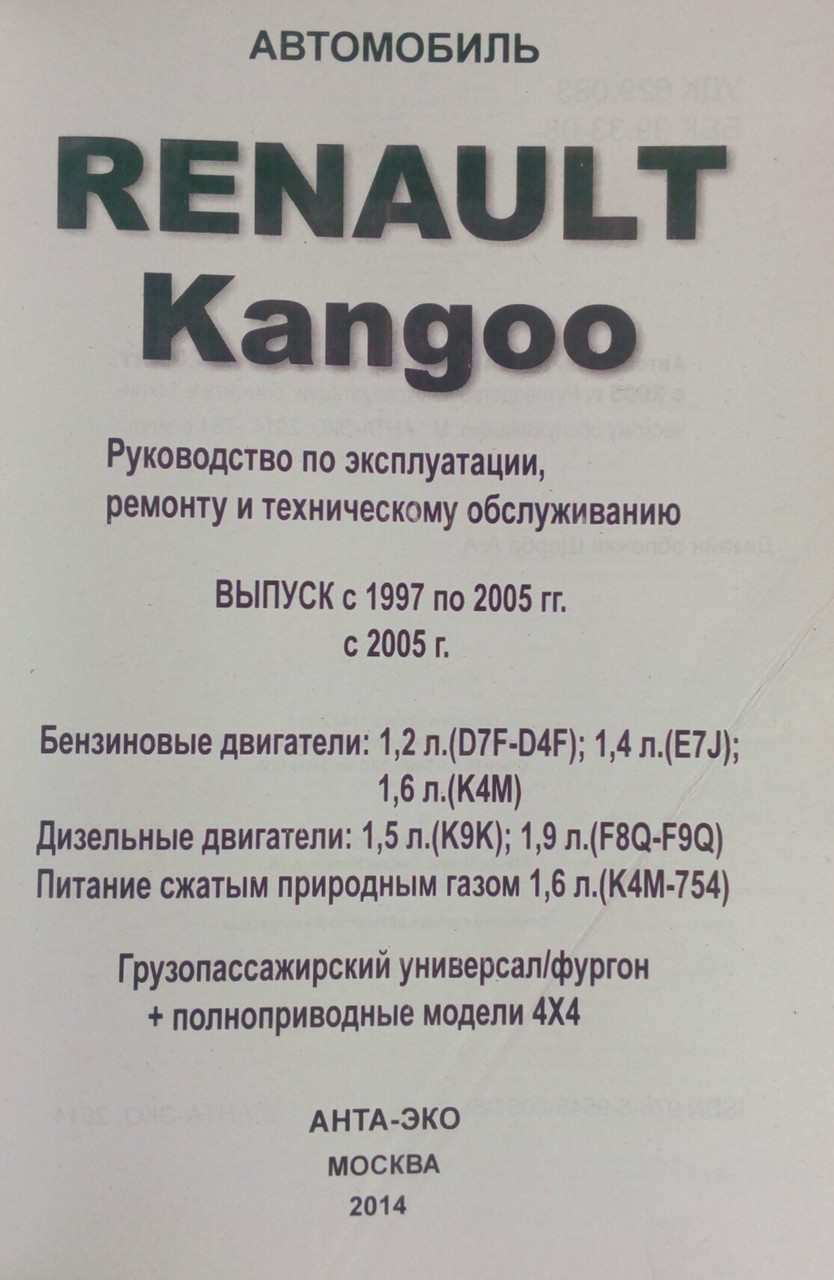 АВТОМОБИЛЬ
RENAULT
Kangoo
Руководство по эксплуатации,
ремонту и техническому обслуживанию
ВЫПУСК с 1997 по 2005 гг.
с 2005 г.
Бензиновые двигатели: 1,2 л.(D7F-D4F); 1,4 л.(E7J);
1,6 л.(K4M)
Дизельные двигатели: 1,5 л.(K9K); 1,9 л.(F8Q-F9Q)
Питание сжатым природным газом 1,6 л.(K4M-754)
Грузопассажирский универсал/фургон
+ полноприводные модели 4X4
АНТА-ЭКО
МОСКВА
2014